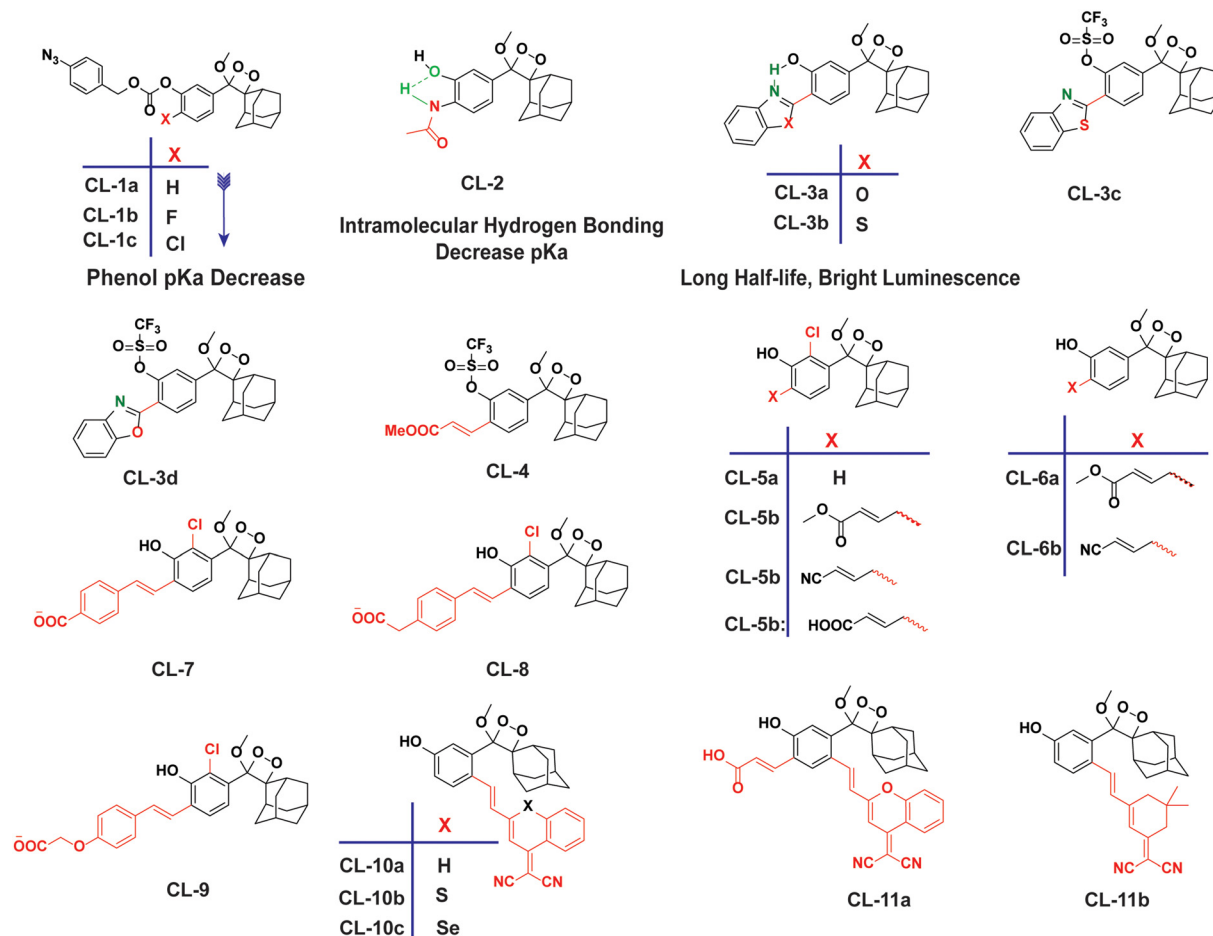 N3
O
O
O
O
O
O
X
X
CL-1a H
CL-1b F
CL-1c Cl
Phenol pKa Decrease
H
O
H
N
O
O
O
O
CL-2
Intramolecular Hydrogen Bonding
Decrease pKa
H
O
N
X
O
O
O
X
CL-3a O
CL-3b S
Long Half-life, Bright Luminescence
CF3
O=S=O
O
N
S
O
O
O
CL-3c
CF3
O=S=O
O
N
O
O
O
O
CL-3d
CF3
O=S=O
O
MeOOC
O
O
O
CL-4
Cl
HO
X
O
O
O
X
CL-5a H
CL-5b O
O
CL-5b NC
CL-5b: HOOC
HO
X
O
O
O
X
CL-6a O
O
CL-6b NC
Cl
HO
O
O
O
−
OOC
CL-7
Cl
HO
O
O
O
−
OOC
CL-8
Cl
HO
O
O
O
−
OOC
O
CL-9
HO
O
O
O
X
NC CN
X
CL-10a H
CL-10b S
CL-10c Se
HO
O
O
O
HO
O
O
NC CN
CL-11a
HO
O
O
O
NC CN
CL-11b